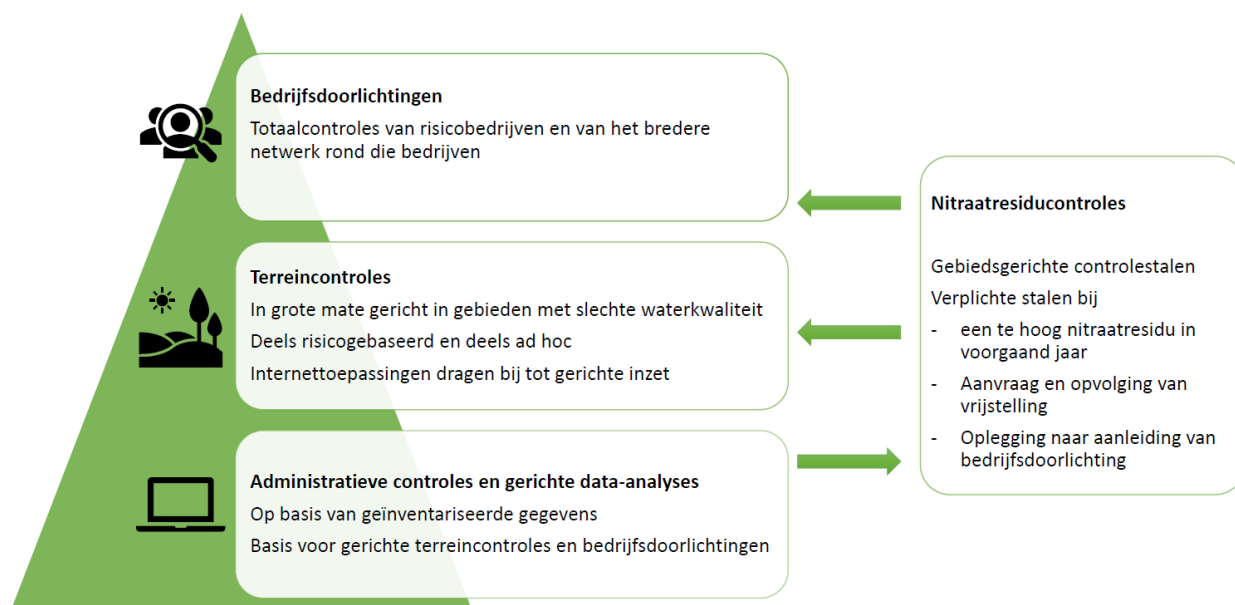 Bedrijfsdoorlichtingen
Totaalcontroles van risicobedrijven en van het bredere
netwerk rond die bedrijven
Terreincontroles
In grote mate gericht in gebieden met slechte waterkwaliteit
Deels risicogebaseerd en deels ad hoc
Internettoepassingen dragen bij tot gerichte inzet
Administratieve controles en gerichte data-analyses
Op basis van geïnventariseerde gegevens
Basis voor gerichte terreincontroles en bedrijfsdoorlichtingen
Nitraatresiducontroles
Gebiedsgerichte controlestalen
Verplichte stalen bij
- een te hoog nitraatresidu in
voorgaand jaar
- Aanvraag en opvolging van
vrijstelling
- Oplegging naar aanleiding van
bedrijfsdoorlichting